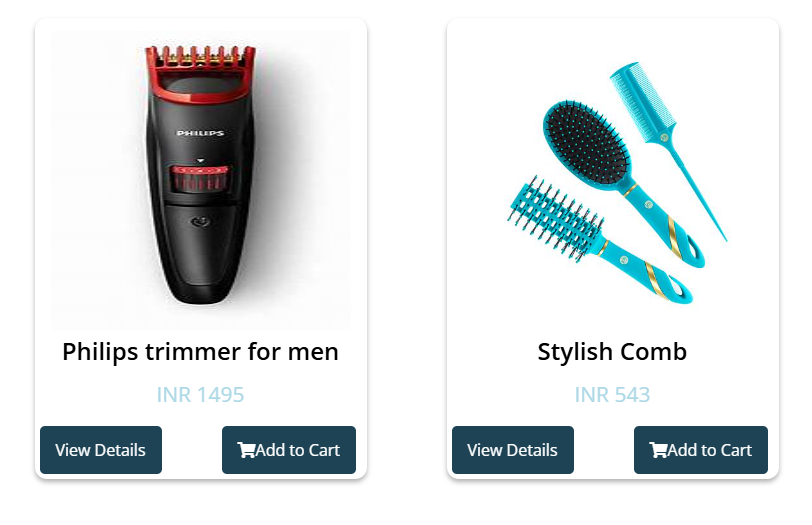 PHILIPS
Philips trimmer for men
INR 1495
View Details
Add to Cart
Stylish Comb
INR 543
View Details
Add to Cart